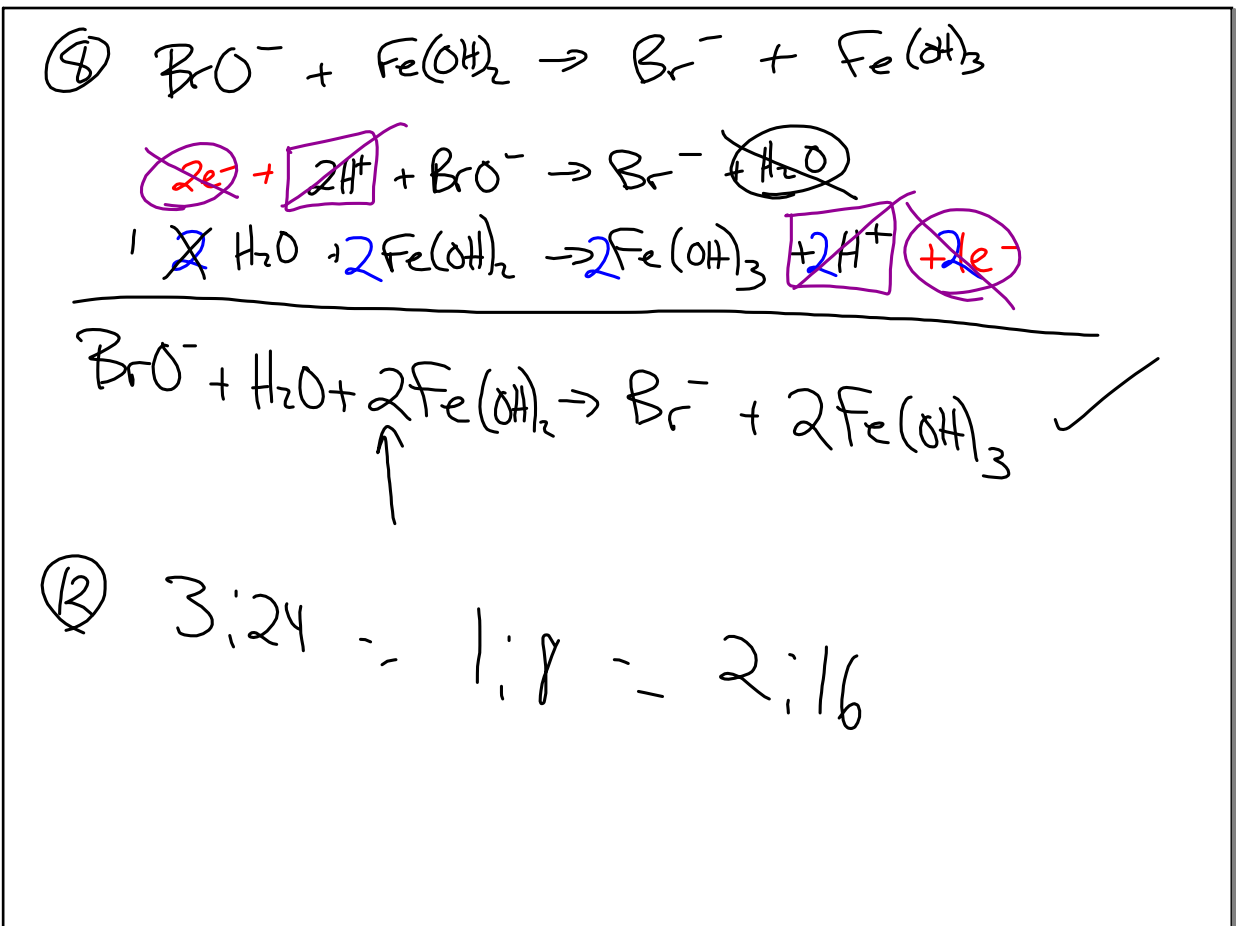 ⑧ BrO⁻ + Fe(OH)₂ → Br⁻ + Fe(OH)₃
2e⁻ + 2H⁺ + BrO⁻ → Br⁻ + H₂O
1 2 H₂O + 2Fe(OH)₂ → 2Fe(OH)₃ + 2H⁺ + 2e⁻
BrO⁻ + H₂O + 2Fe(OH)₂ → Br⁻ + 2Fe(OH)₃ ✓
⑫ 3:24 = 1:8 = 2:16